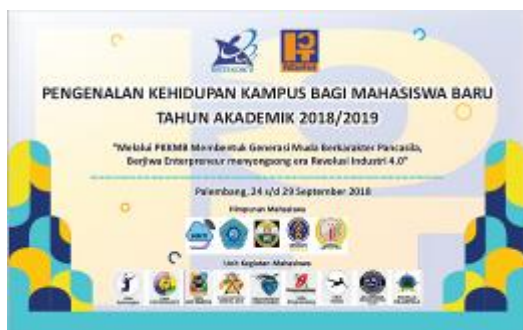 PENGENALAN KEHIDUPAN KAMPUS BAGI MAHASISWA BARU
TAHUN AKADEMIK 2018/2019
"Melalui PKKMB Membentuk Generasi Muda Berkarakter Pancasila,
Berjiwa Enterpreneur menyongsong era Revolusi Industri 4.0"
Palembang, 24 s/d 29 September 2018
Himpunan Mahasiswa
Unit Kegiatan Mahasiswa